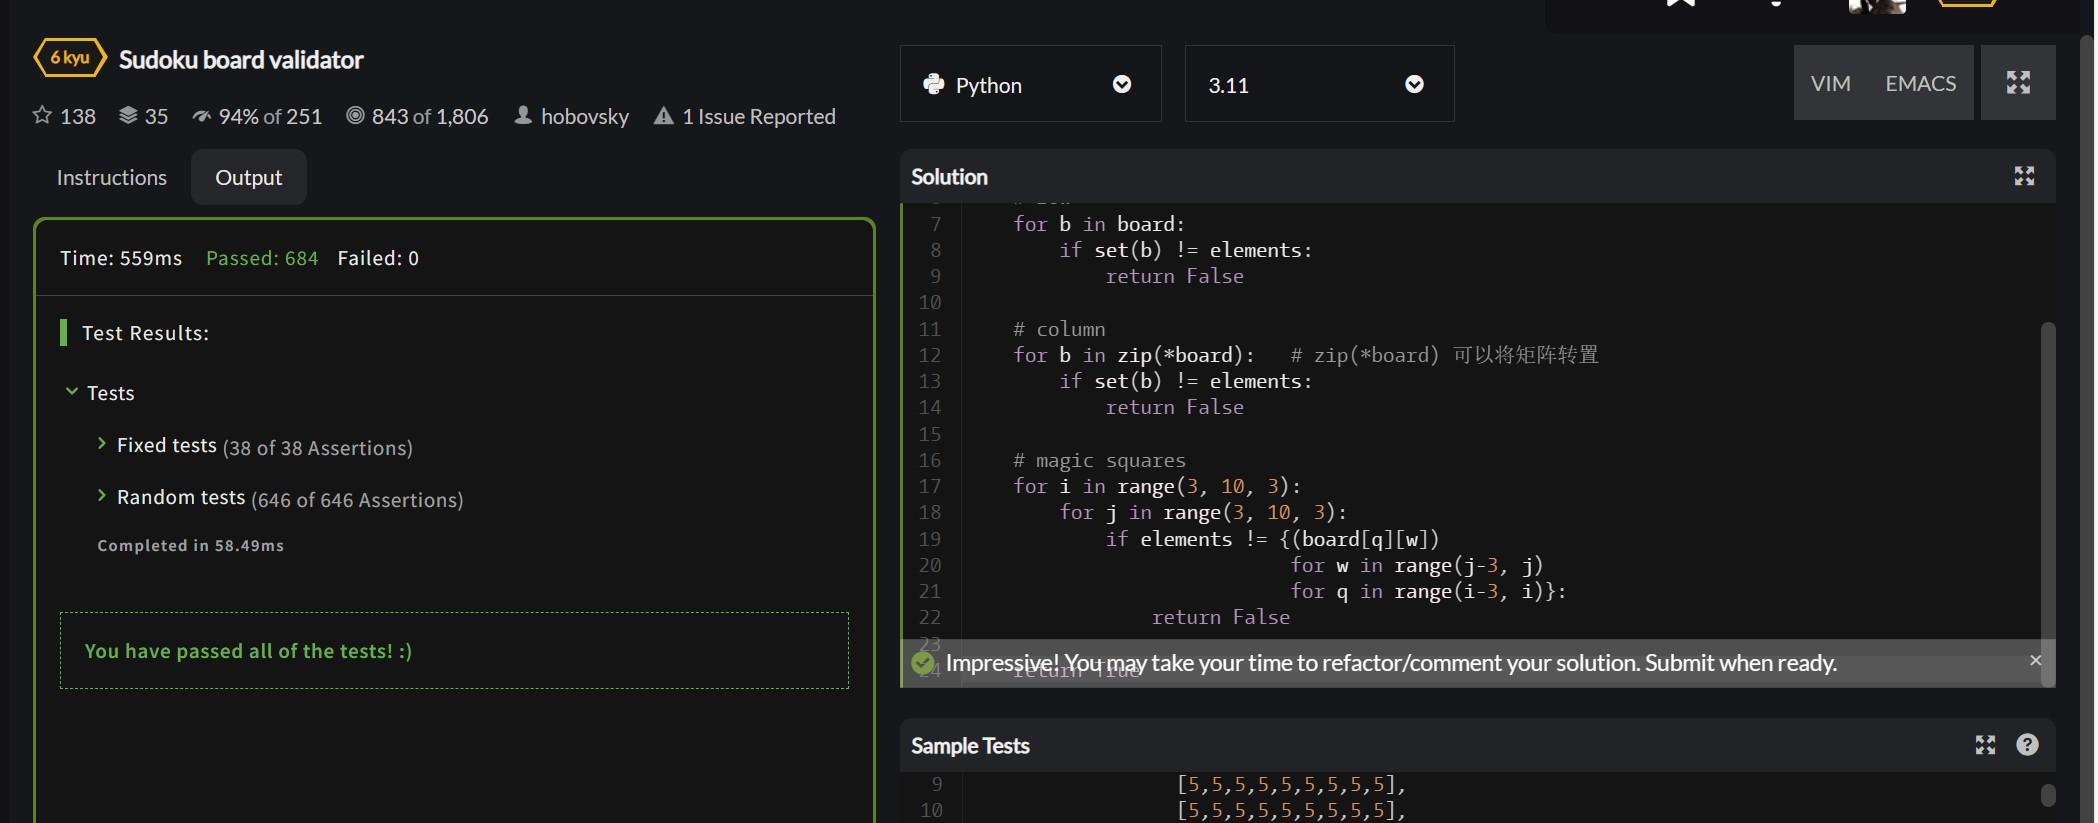 6 kyu Sudoku board validator
138 35 94% of 251 843 of 1,806 hobovsky 1 Issue Reported
Instructions Output
Time: 559ms Passed: 684 Failed: 0
Test Results:
Tests
Fixed tests (38 of 38 Assertions)
Random tests (646 of 646 Assertions)
Completed in 58.49ms
You have passed all of the tests! :)
Python 3.11 VIM EMACS
Solution
7 for b in board:
8 if set(b) != elements:
9 return False
10
11 # column
12 for b in zip(*board): # zip(*board) 可以将矩阵转置
13 if set(b) != elements:
14 return False
15
16 # magic squares
17 for i in range(3, 10, 3):
18 for j in range(3, 10, 3):
19 if elements != {(board[q][w])
20 for w in range(j-3, j)
21 for q in range(i-3, i)}:
22 return False
23
24 return True
Impressive! You may take your time to refactor/comment your solution. Submit when ready.
Sample Tests
9 [5,5,5,5,5,5,5,5,5],
10 [5,5,5,5,5,5,5,5,5],